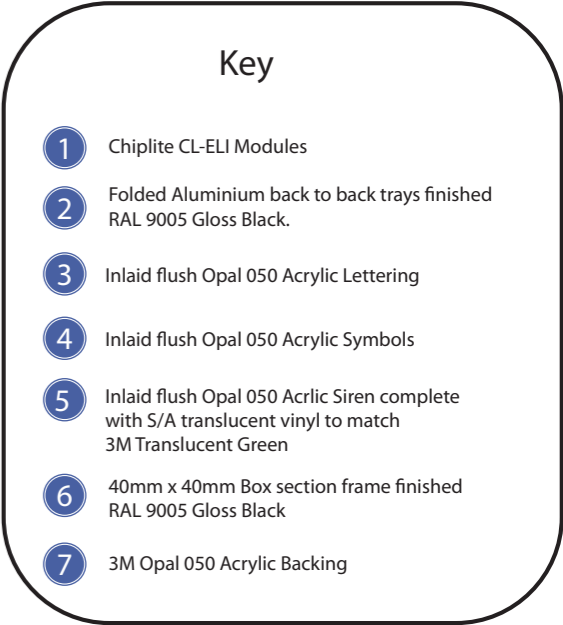 Key
1 Chiplite CL-ELI Modules
2 Folded Aluminium back to back trays finished
RAL 9005 Gloss Black.
3 Inlaid flush Opal 050 Acrylic Lettering
4 Inlaid flush Opal 050 Acrylic Symbols
5 Inlaid flush Opal 050 Acrlic Siren complete
with S/A translucent vinyl to match
3M Translucent Green
6 40mm x 40mm Box section frame finished
RAL 9005 Gloss Black
7 3M Opal 050 Acrylic Backing